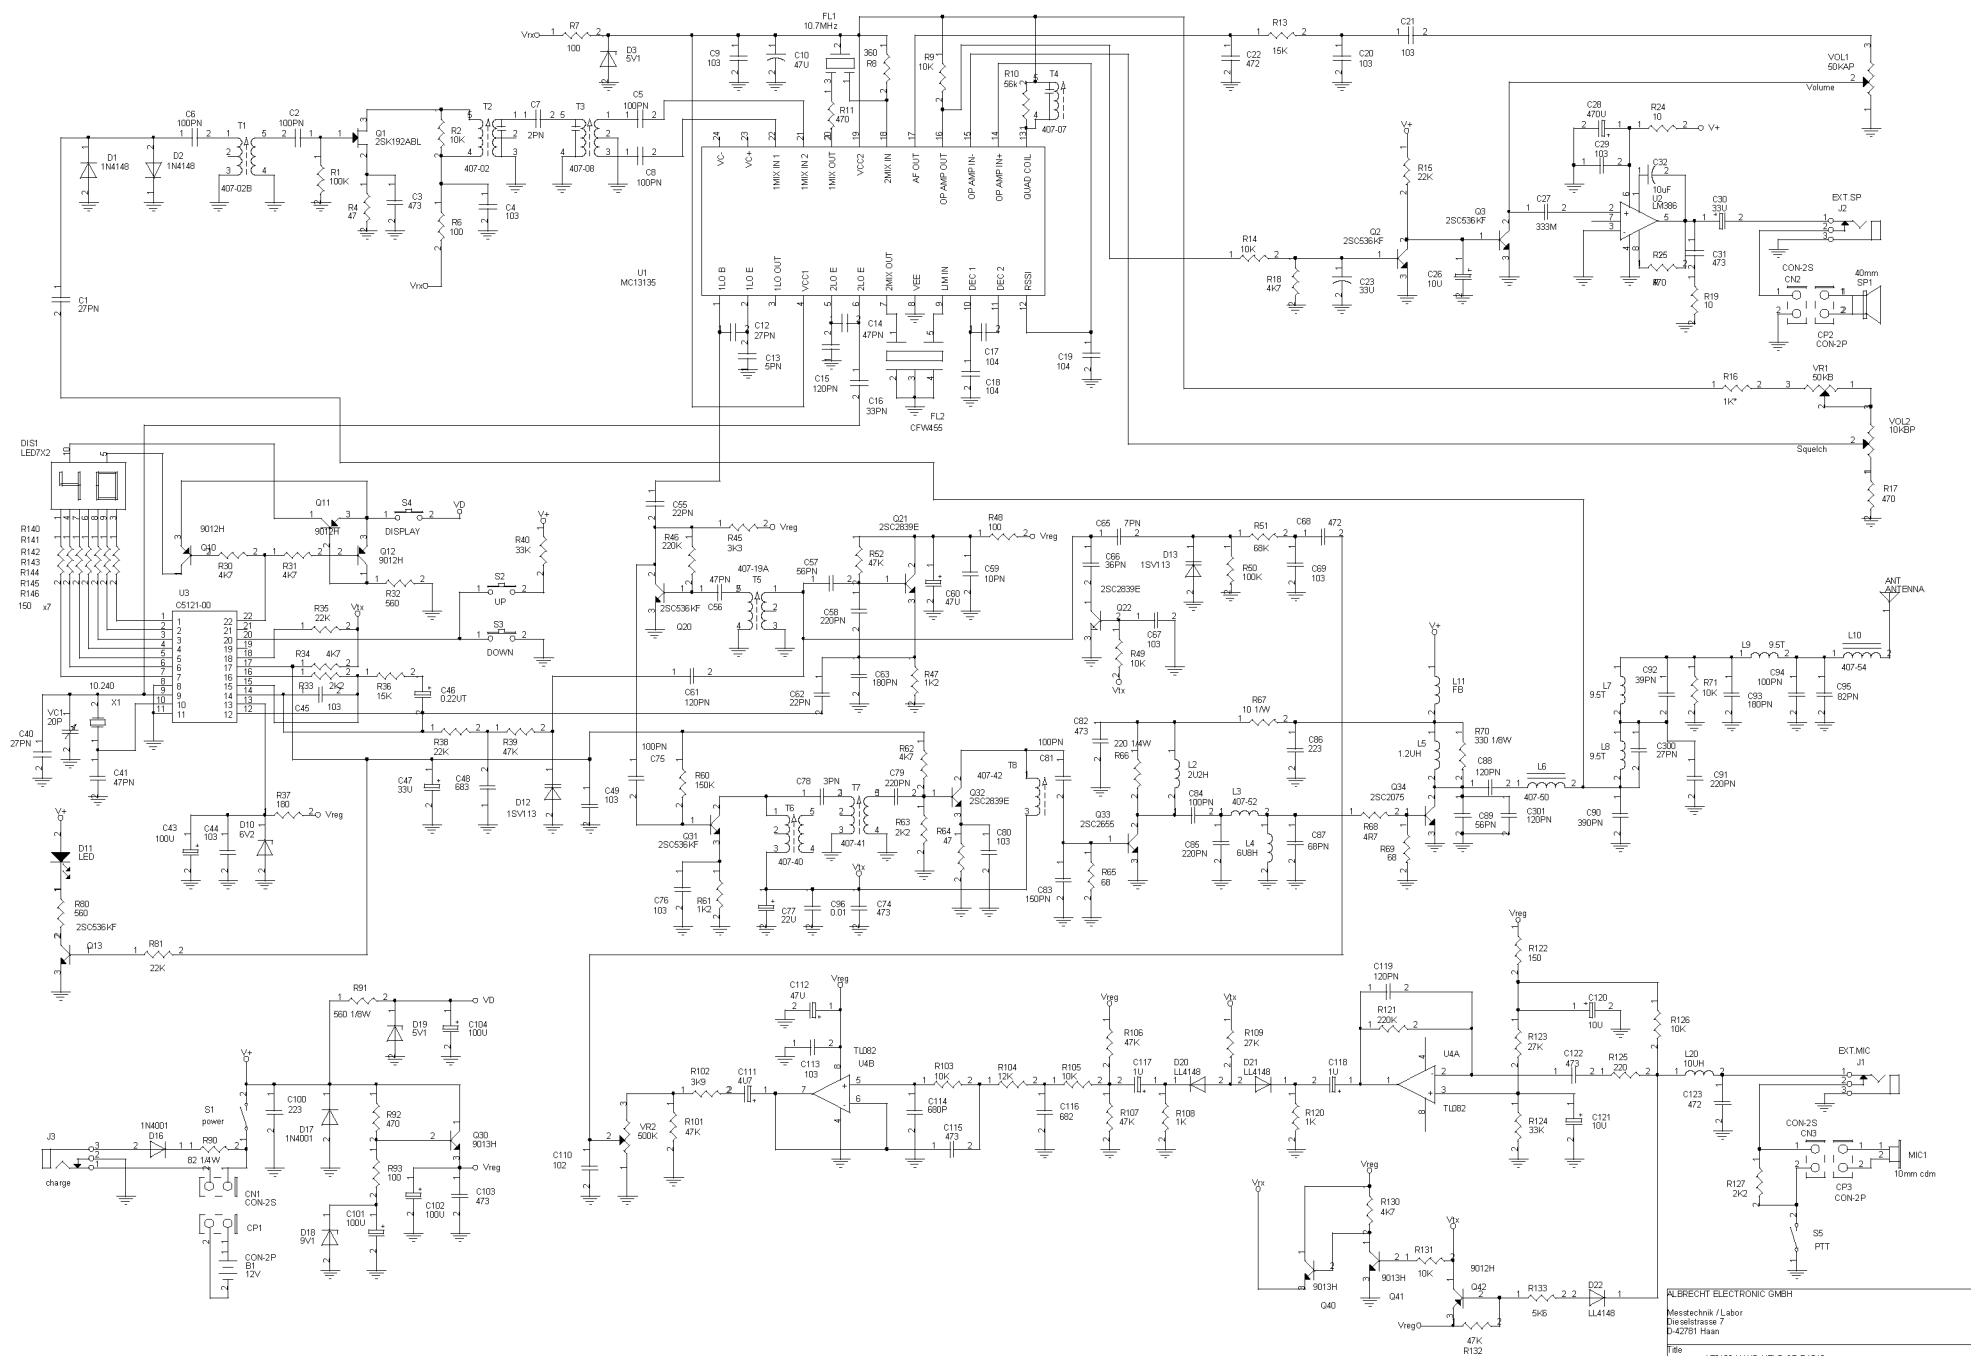 R7
100
Vrx
D3
5V1
C9
103
C10
47U
FL1
10.7MHz
360
R8
R9
10K
R10
56k
T4
407-07
C22
472
R13
15K
C20
103
C21
103
VOL1
50KAP
Volume
C6
100PN
D1
1N4148
D2
1N4148
T1
407-02B
C2
100PN
R1
100K
Q1
2SK192ABL
R4
47
C3
473
R2
10K
R6
100
C4
103
Vrx
T2
407-02
C7
2PN
T3
407-08
C5
100PN
C8
100PN
R11
470
VC-
VC+
1MIX IN 1
1MIX IN 2
1MIX OUT
VCC2
2MIX IN
AF OUT
OP AMP OUT
OP AMP IN-
OP AMP IN+
QUAD COIL
U1
MC13135
1LO B
1LO E
1LO OUT
VCC1
2LO E
2LO E
2MIX OUT
VEE
LIM IN
DEC 1
DEC 2
RSSI
C1
27PN
C12
27PN
C13
5PN
C14
47PN
C15
120PN
C16
33PN
FL2
CFW455
C17
104
C18
104
C19
104
R14
10K
R18
4K7
C23
33U
Q2
2SC536KF
V+
R15
22K
C26
10U
Q3
2SC536KF
C27
333M
C28
470U
C29
103
R24
10
V+
C32
10uF
U2
LM386
R25
470
C30
33U
C31
473
R19
10
EXT.SP
J2
CON-2S
CN2
40mm
SP1
CP2
CON-2P
R16
1K*
VR1
50KB
VOL2
10KBP
Squelch
R17
470
DIS1
LED7X2
R140
R141
R142
R143
R144
R145
R146
150 x7
9012H
Q10
Q11
9012H
Q12
9012H
S4
DISPLAY
VD
R30
4K7
R31
4K7
R32
560
V+
R40
33K
S2
UP
S3
DOWN
U3
C5121-00
R35
22K
Vtx
R34
4K7
R33
2K2
C45
103
R36
15K
C46
0.22UT
10.240
X1
VC1
20P
C40
27PN
C41
47PN
R38
22K
R39
47K
C47
33U
C48
683
D12
1SV113
C49
103
R37
180
Vreg
C43
100U
C44
103
D10
6V2
V+
D11
LED
R80
560
2SC536KF
Q13
R81
22K
C55
22PN
R46
220K
R45
3K3
Vreg
2SC536KF
Q20
47PN
C56
407-19A
T5
C57
56PN
C58
220PN
R52
47K
Q21
2SC2839E
C60
47U
C59
10PN
R48
100
Vreg
C61
120PN
C62
22PN
C63
180PN
R47
1K2
C65
7PN
C66
36PN
2SC2839E
Q22
D13
1SV113
R51
68K
R50
100K
C68
472
C69
103
C67
103
R49
10K
Vtx
100PN
C75
R60
150K
Q31
2SC536KF
C76
103
R61
1K2
C78
3PN
T6
407-40
T7
407-41
C79
220PN
R62
4K7
R63
2K2
Vtx
C77
22U
C96
0.01
C74
473
407-42
Q32
2SC2839E
R64
47
C80
103
T8
100PN
C81
C83
150PN
R65
68
C82
473
220 1/4W
R66
L2
2U2H
Q33
2SC2655
C84
100PN
L3
407-52
C85
220PN
L4
6U8H
C86
223
C87
68PN
R67
10 1/W
R68
4R7
R69
68
Q34
2SC2075
V+
L11
FB
L5
1.2UH
R70
330 1/8W
C88
120PN
C89
56PN
C301
120PN
L6
407-50
C90
390PN
L7
9.5T
L8
9.5T
C92
39PN
C300
27PN
C91
220PN
R71
10K
L9
9.5T
C93
180PN
C94
100PN
C95
82PN
L10
407-54
ANT
ANTENNA
J3
charge
1N4001
D16
R90
82 1/4W
S1
power
V+
CN1
CON-2S
CP1
CON-2P
B1
12V
C100
223
D17
1N4001
R91
560 1/8W
D19
5V1
C104
100U
VD
R92
470
R93
100
D18
9V1
C101
100U
Q30
9013H
Vreg
C102
100U
C103
473
C110
102
VR2
500K
R101
47K
R102
3K9
C111
4U7
C112
47U
C113
103
Vreg
TL082
U4B
R103
10K
C114
680P
C115
473
R104
12K
C116
682
R105
10K
Vreg
R106
47K
R107
47K
C117
1U
R108
1K
D20
LL4148
Vtx
R109
27K
D21
LL4148
R120
1K
C118
1U
C119
120PN
R121
220K
U4A
TL082
Vreg
R122
150
R123
27K
R124
33K
C120
10U
C121
10U
C122
473
R125
220
R126
10K
L20
10UH
C123
472
EXT.MIC
J1
CON-2S
CN3
R127
2K2
CP3
CON-2P
MIC1
10mm cdm
S5
PTT
Vrx
Vreg
R130
4K7
9013H
Q40
9013H
Q41
R131
10K
Vtx
9012H
Q42
Vreg
47K
R132
R133
5K6
D22
LL4148
ALBRECHT ELECTRONIC GMBH
Messtechnik / Labor
Dieselstrasse 7
D-42781 Haan
Title